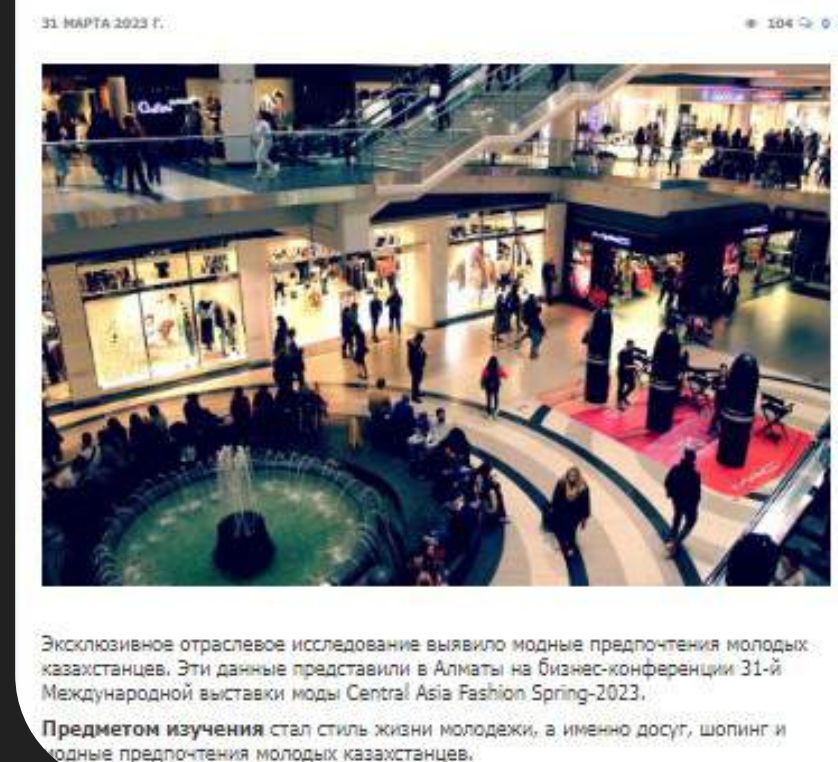 31 МАРТА 2023 Г.
104 0
MAC
Эксклюзивное отраслевое исследование выявило модные предпочтения молодых
казахстанцев. Эти данные представили в Алматы на бизнес-конференции 31-й
Международной выставки моды Central Asia Fashion Spring-2023.
Предметом изучения стал стиль жизни молодежи, а именно досуг, шопинг и
модные предпочтения молодых казахстанцев.